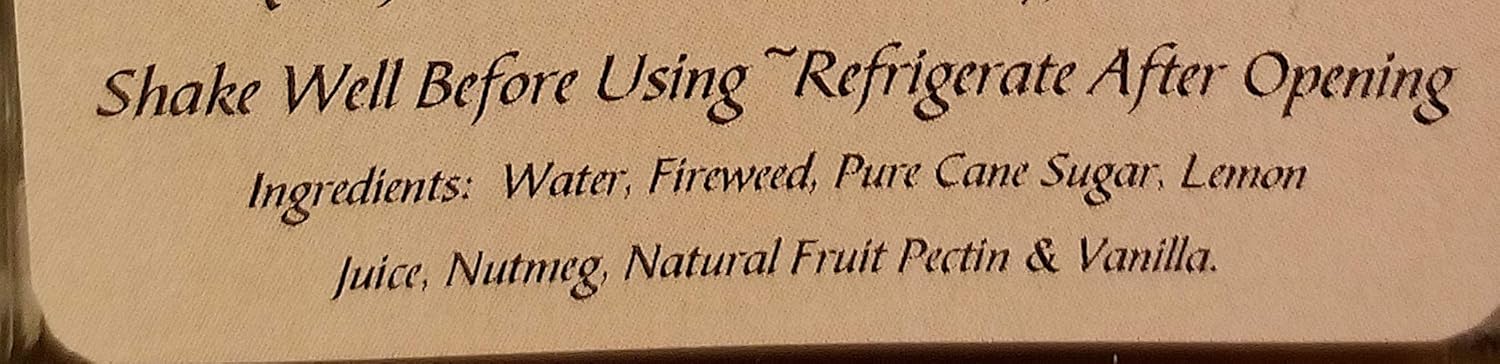 Shake Well Before Using ~Refrigerate After Opening
Ingredients: Water, Fireweed, Pure Cane Sugar, Lemon
Juice, Nutmeg, Natural Fruit Pectin & Vanilla.